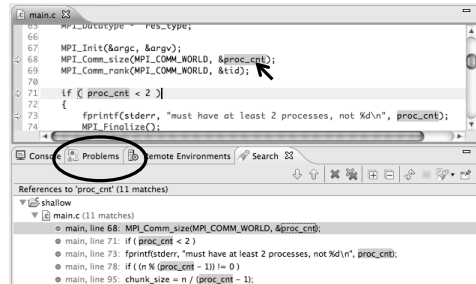 main.c
65 MPI_Datatype res_type;
66
67 MPI_Init(&argc, &argv);
68 MPI_Comm_size(MPI_COMM_WORLD, &proc_cnt);
69 MPI_Comm_rank(MPI_COMM_WORLD, &tid);
70
71 if ( proc_cnt < 2 )
72 {
73 fprintf(stderr, "must have at least 2 processes, not %d\n", proc_cnt);
74 MPI_Finalize();
Console Problems Remote Environments Search
References to 'proc_cnt' (11 matches)
shallow
main.c (11 matches)
main, line 68: MPI_Comm_size(MPI_COMM_WORLD, &proc_cnt);
main, line 71: if ( proc_cnt < 2 )
main, line 73: fprintf(stderr, "must have at least 2 processes, not %d\n", proc_cnt);
main, line 78: if ((n % (proc_cnt - 1)) != 0 )
main, line 95: chunk_size = n / (proc_cnt - 1);